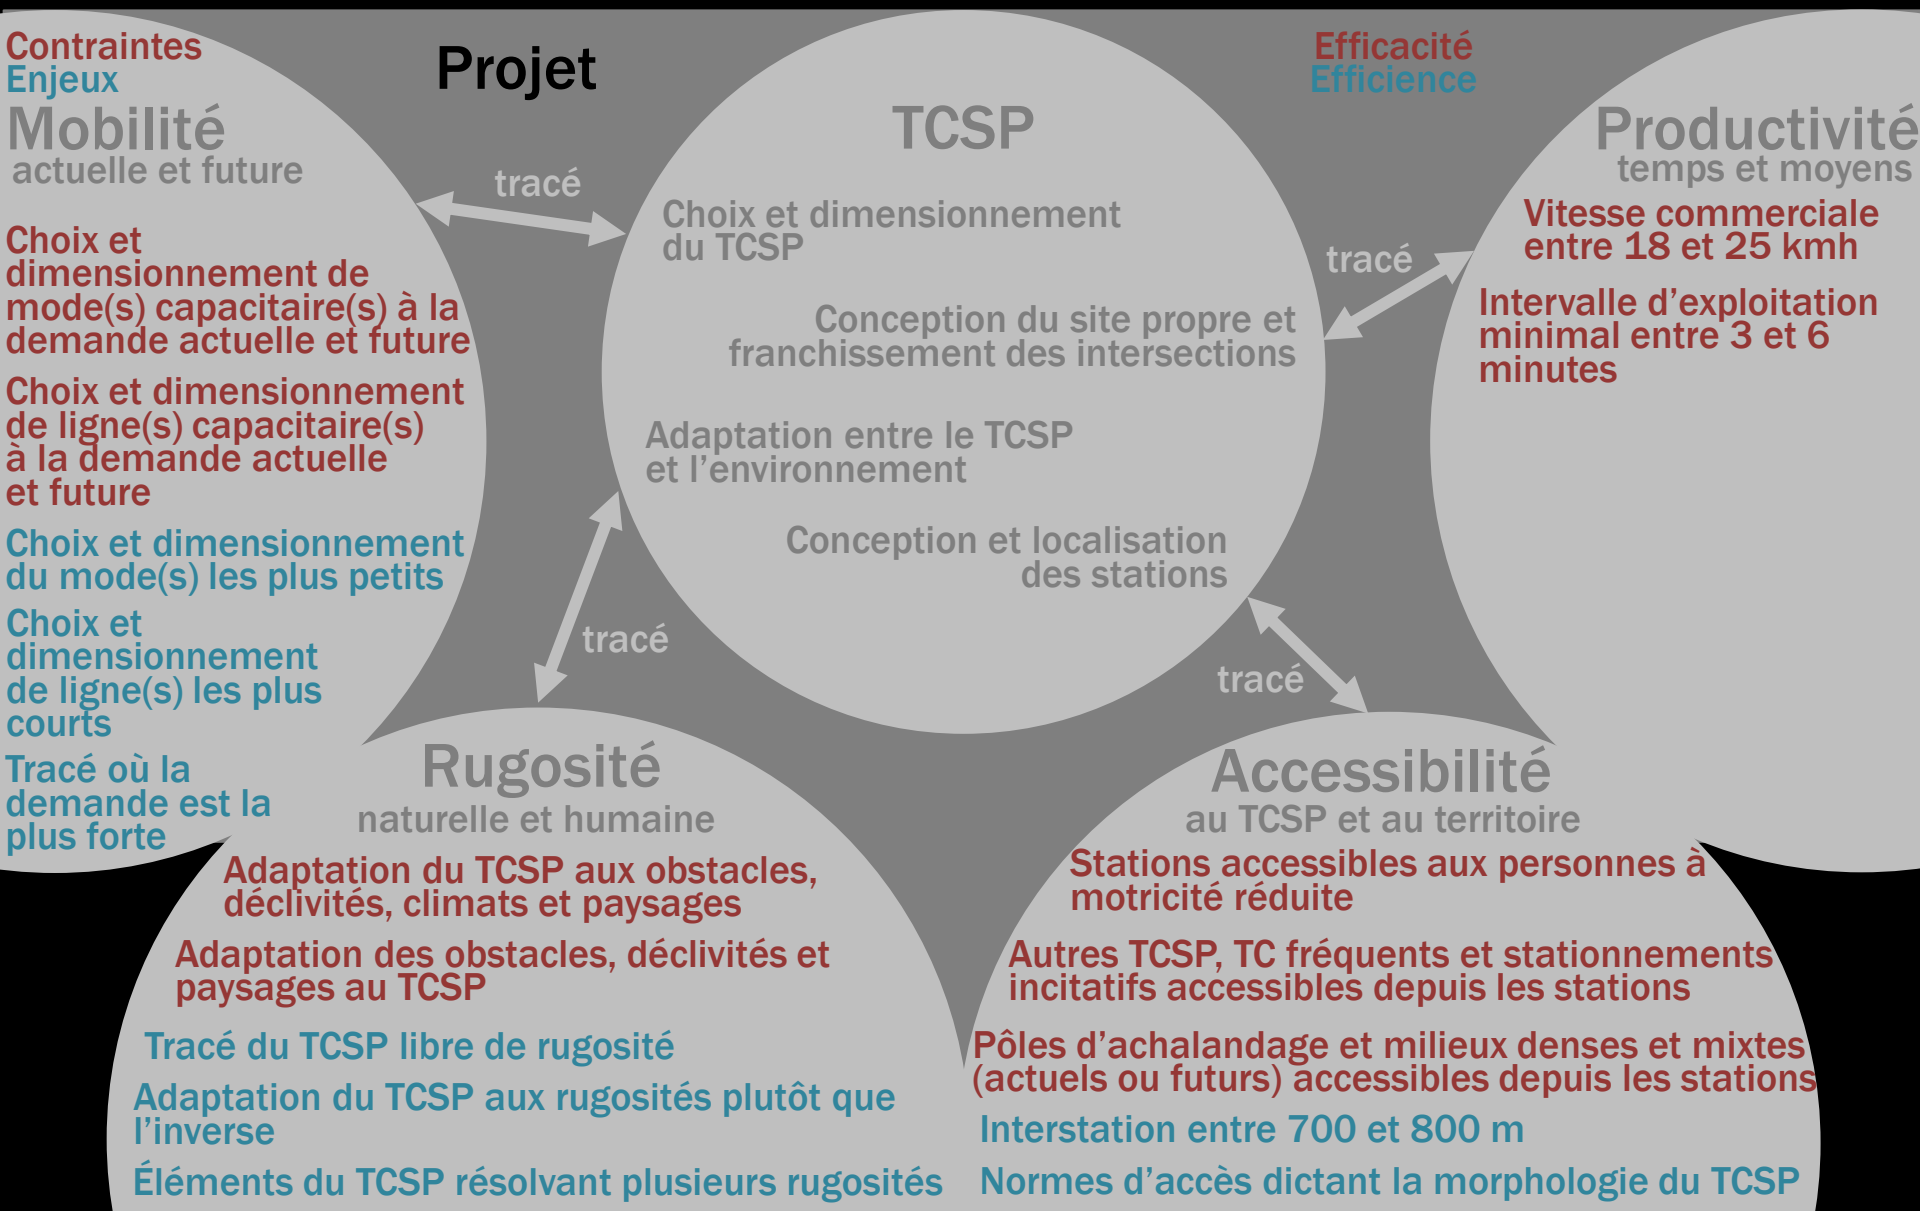 Contraintes
Enjeux
Mobilité
actuelle et future
Choix et
dimensionnement de
mode(s) capacitaire(s) à la
demande actuelle et future
Choix et dimensionnement
de ligne(s) capacitaire(s)
à la demande actuelle
et future
Choix et dimensionnement
du mode(s) les plus petits
Choix et
dimensionnement
de ligne(s) les plus
courts
Tracé où la
demande est la
plus forte
Projet
tracé
TCSP
Choix et dimensionnement
du TCSP
Conception du site propre et
franchissement des intersections
Adaptation entre le TCSP
et l’environnement
Conception et localisation
des stations
Efficacité
Efficience
tracé
Productivité
temps et moyens
Vitesse commerciale
entre 18 et 25 kmh
Intervalle d’exploitation
minimal entre 3 et 6
minutes
tracé
Rugosité
naturelle et humaine
Adaptation du TCSP aux obstacles,
déclivités, climats et paysages
Adaptation des obstacles, déclivités et
paysages au TCSP
Tracé du TCSP libre de rugosité
Adaptation du TCSP aux rugosités plutôt que
l’inverse
Éléments du TCSP résolvant plusieurs rugosités
tracé
Accessibilité
au TCSP et au territoire
Stations accessibles aux personnes à
motricité réduite
Autres TCSP, TC fréquents et stationnements
incitatifs accessibles depuis les stations
Pôles d’achalandage et milieux denses et mixtes
(actuels ou futurs) accessibles depuis les stations
Interstation entre 700 et 800 m
Normes d’accès dictant la morphologie du TCSP